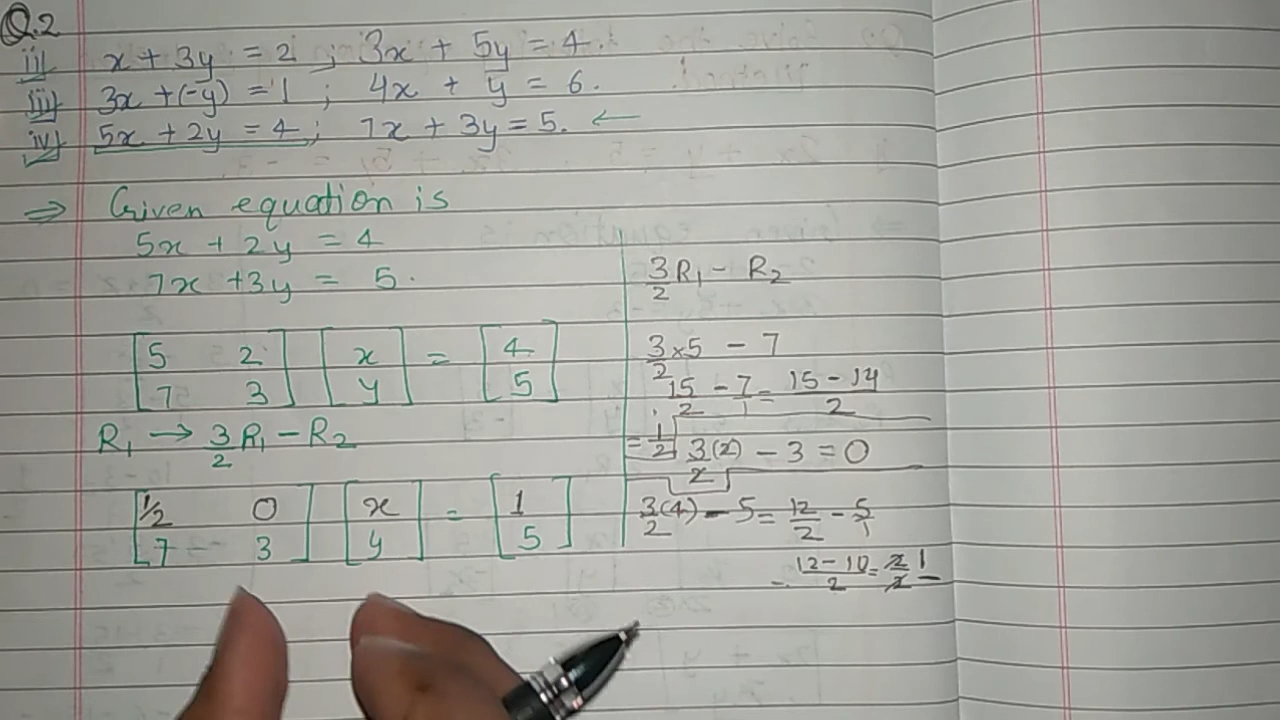 Q.2
ii) x + 3y = 2 ; 3x + 5y = 4.
iii) 3x + (-y) = 1 ; 4x + y = 6.
iv) 5x + 2y = 4 ; 7x + 3y = 5. ←
⇒ Given equation is
5x + 2y = 4
7x + 3y = 5.
[5 2] [x] = [4]
[7 3] [y] [5]
R₁ → 3/2 R₁ - R₂
[1/2 0] [x] = [1]
[7 3] [y] [5]
3/2 R₁ - R₂
3/2 × 5 - 7
15/2 - 7/1 = 15 - 14 / 2
= 1/2
3(2)/2 - 3 = 0
3/2 (4) - 5 = 12/2 - 5/1
= 12 - 10 / 2 = 2/2 1